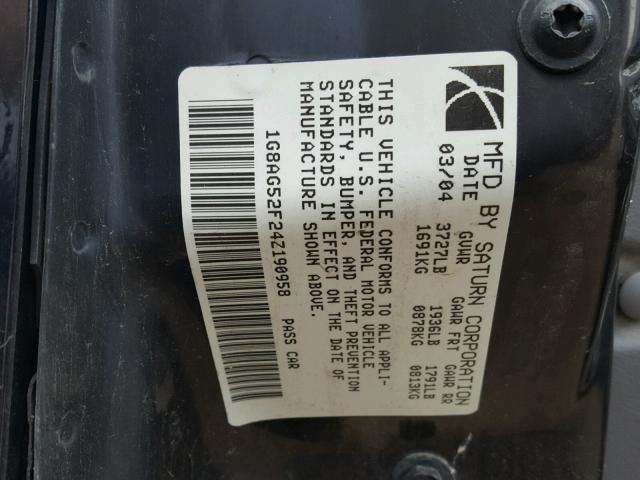 MFD BY SATURN CORPORATION
DATE GVWR GAWR FRT GAWR RR
03/04 3727LB 1936LB 1791LB
1691KG 0878KG 0813KG
THIS VEHICLE CONFORMS TO ALL APPLI-
CABLE U.S. FEDERAL MOTOR VEHICLE
SAFETY, BUMPER, AND THEFT PREVENTION
STANDARDS IN EFFECT ON THE DATE OF
MANUFACTURE SHOWN ABOVE.
1G8AG52F24Z190958 PASS CAR